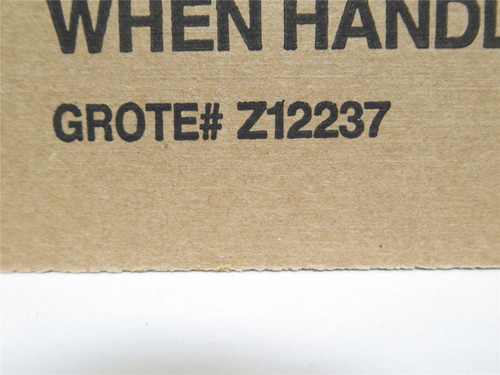 WHEN HANDL
GROTE# Z12237